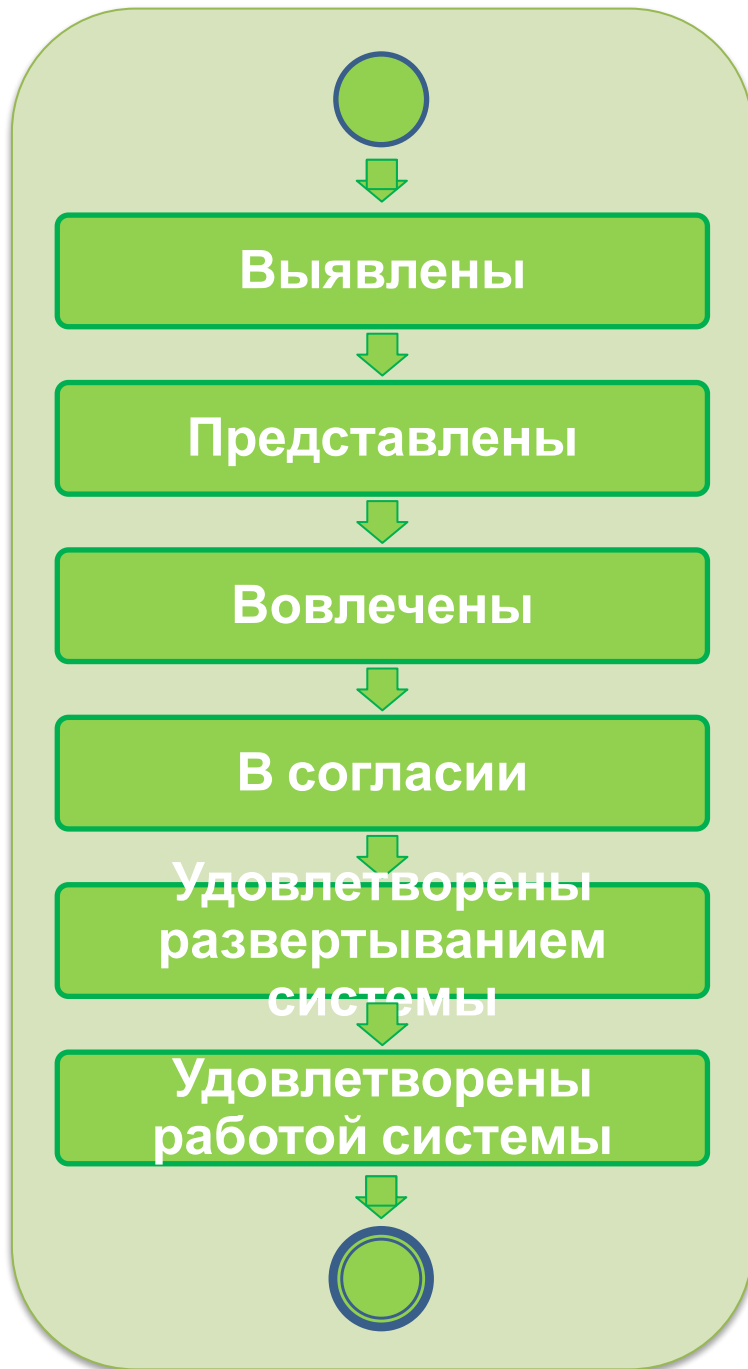 Выявлены
Представлены
Вовлечены
В согласии
Удовлетворены
развертыванием
системы
Удовлетворены
работой системы